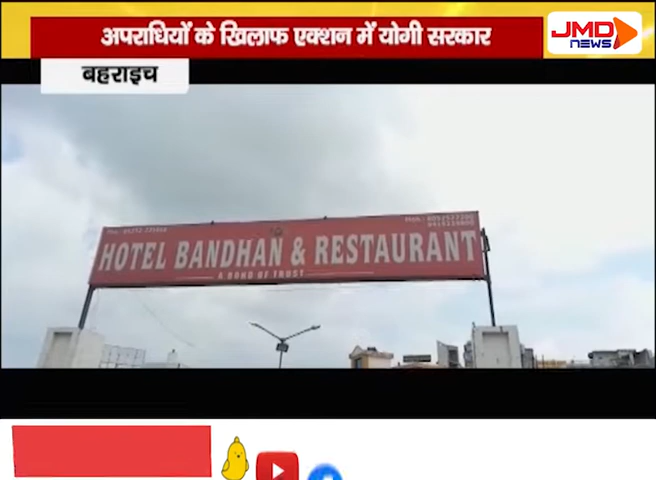 अपराधियों के खिलाफ एक्शन में योगी सरकार
JMD
NEWS
बहराइच
HOTEL BANDHAN & RESTAURANT
A BOND OF TRUST